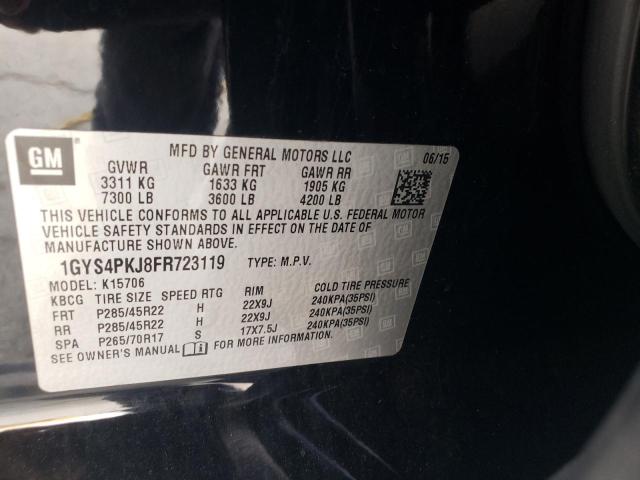 GM
MFD BY GENERAL MOTORS LLC 06/15
GVWR GAWR FRT GAWR RR
3311 KG 1633 KG 1905 KG
7300 LB 3600 LB 4200 LB
THIS VEHICLE CONFORMS TO ALL APPLICABLE U.S. FEDERAL MOTOR
VEHICLE SAFETY STANDARDS IN EFFECT ON THE DATE OF
MANUFACTURE SHOWN ABOVE.
1GYS4PKJ8FR723119 TYPE: M.P.V.
MODEL: K15706
KBCG TIRE SIZE SPEED RTG RIM COLD TIRE PRESSURE
FRT P285/45R22 H 22X9J 240KPA(35PSI)
RR P285/45R22 H 22X9J 240KPA(35PSI)
SPA P265/70R17 S 17X7.5J 240KPA(35PSI)
SEE OWNER'S MANUAL FOR MORE INFORMATION.